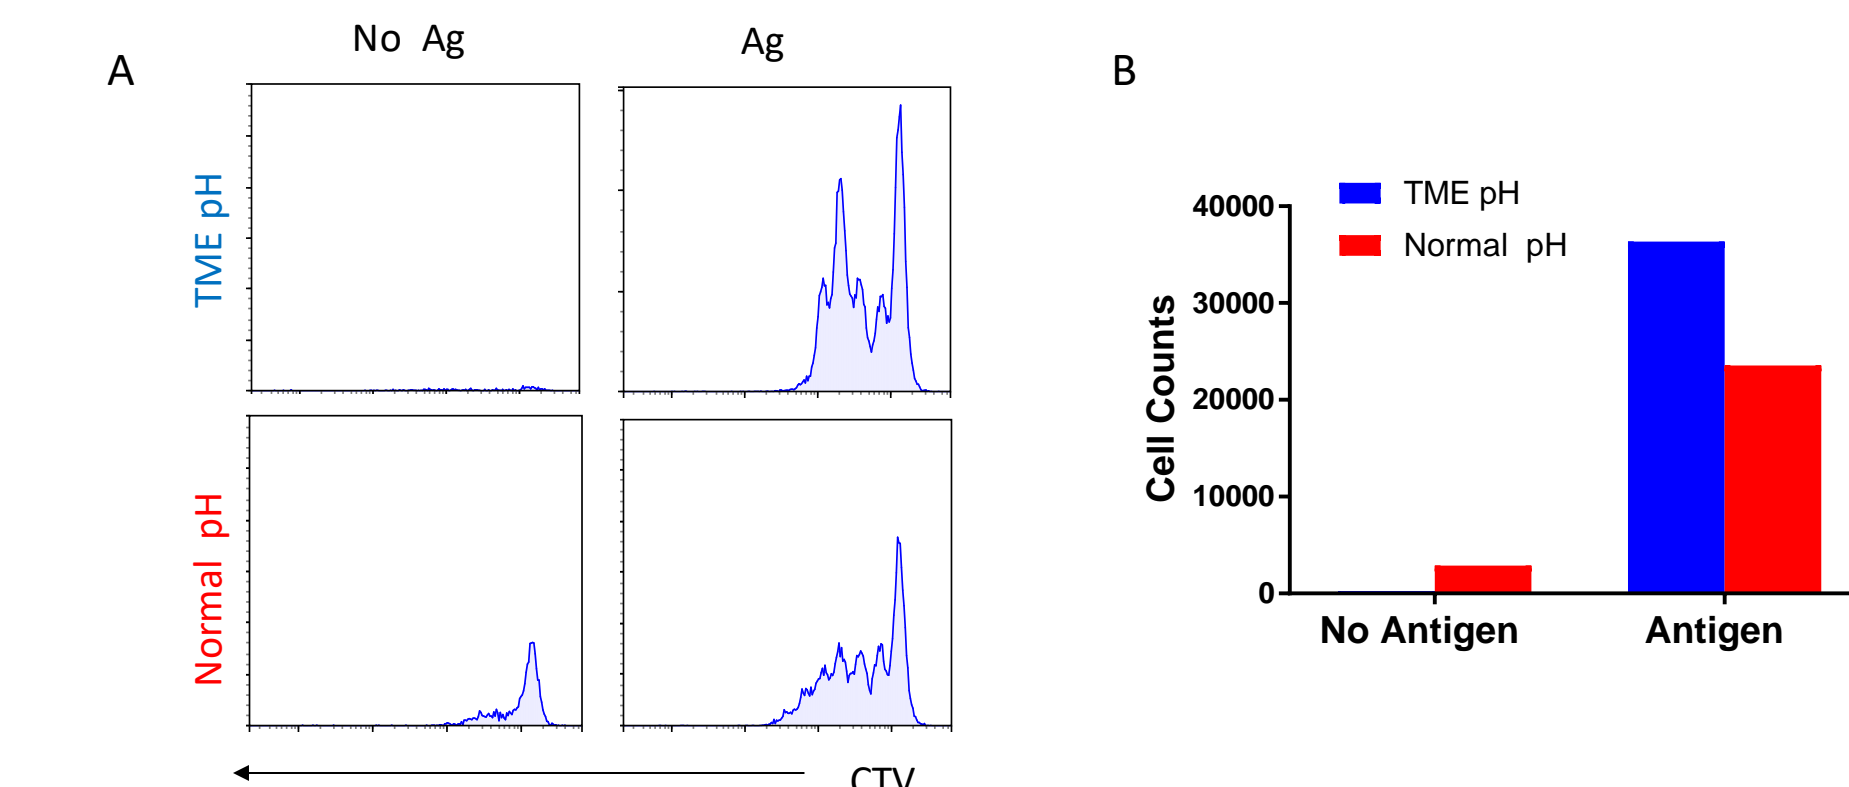 A
No Ag
Ag
TME pH
Normal pH
CTV
B
TME pH
Normal pH
Cell Counts
40000
30000
20000
10000
0
No Antigen
Antigen